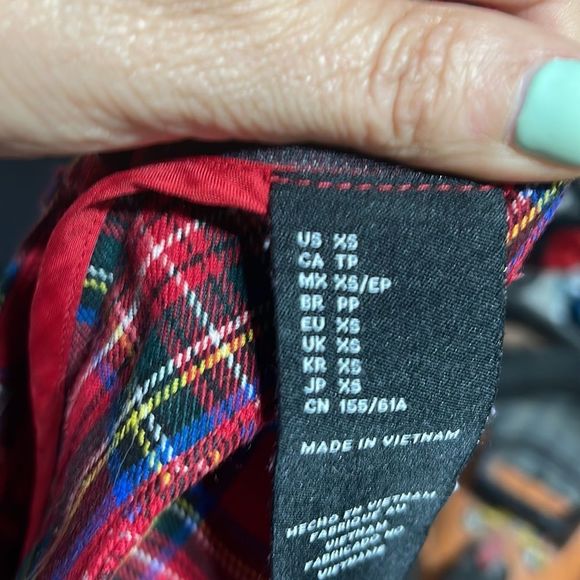 US XS
CA TP
MX XS/EP
BR PP
EU XS
UK XS
KR XS
JP XS
CN 155/61A
MADE IN VIETNAM
HECHO EN VIETNAM
FABRIQUÉ AU
VIETNAM
FABRICADO NO
VIETNAM